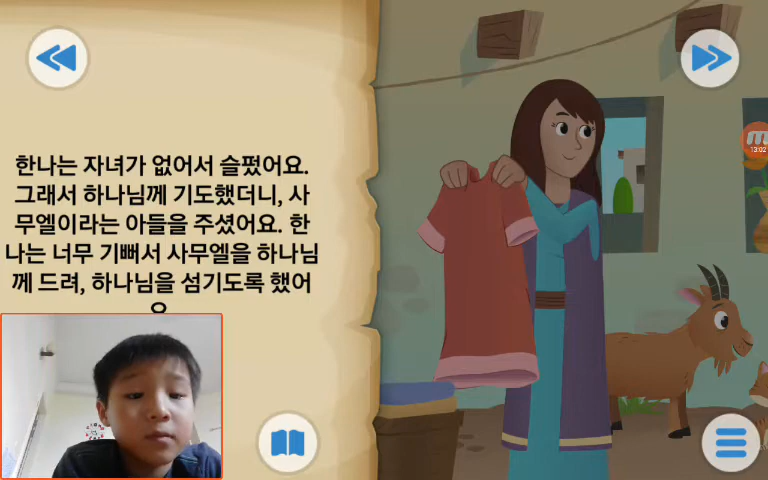 한나는 자녀가 없어서 슬펐어요.
그래서 하나님께 기도했더니, 사
무엘이라는 아들을 주셨어요. 한
나는 너무 기뻐서 사무엘을 하나님
께 드려, 하나님을 섬기도록 했어
13:02